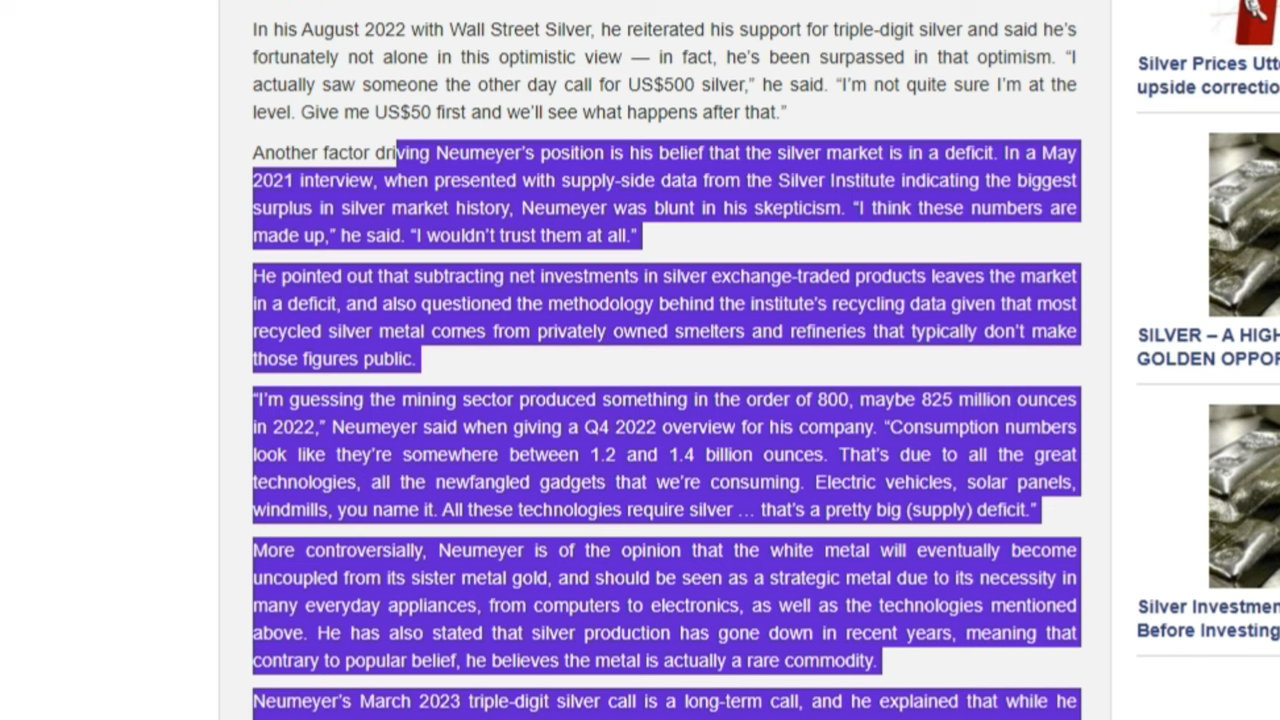 In his August 2022 with Wall Street Silver, he reiterated his support for triple-digit silver and said he's
fortunately not alone in this optimistic view — in fact, he's been surpassed in that optimism. “I
actually saw someone the other day call for US$500 silver,” he said. “I'm not quite sure I'm at the
level. Give me US$50 first and we'll see what happens after that.”
Another factor driving Neumeyer's position is his belief that the silver market is in a deficit. In a May
2021 interview, when presented with supply-side data from the Silver Institute indicating the biggest
surplus in silver market history, Neumeyer was blunt in his skepticism. “I think these numbers are
made up,” he said. “I wouldn't trust them at all.”
He pointed out that subtracting net investments in silver exchange-traded products leaves the market
in a deficit, and also questioned the methodology behind the institute's recycling data given that most
recycled silver metal comes from privately owned smelters and refineries that typically don't make
those figures public.
“I'm guessing the mining sector produced something in the order of 800, maybe 825 million ounces
in 2022,” Neumeyer said when giving a Q4 2022 overview for his company. “Consumption numbers
look like they're somewhere between 1.2 and 1.4 billion ounces. That's due to all the great
technologies, all the newfangled gadgets that we're consuming. Electric vehicles, solar panels,
windmills, you name it. All these technologies require silver … that's a pretty big (supply) deficit.”
More controversially, Neumeyer is of the opinion that the white metal will eventually become
uncoupled from its sister metal gold, and should be seen as a strategic metal due to its necessity in
many everyday appliances, from computers to electronics, as well as the technologies mentioned
above. He has also stated that silver production has gone down in recent years, meaning that
contrary to popular belief, he believes the metal is actually a rare commodity.
Neumeyer's March 2023 triple-digit silver call is a long-term call, and he explained that while he
Silver Prices Utt
upside correctio
SILVER – A HIGH
GOLDEN OPPOR
Silver Investmen
Before Investing